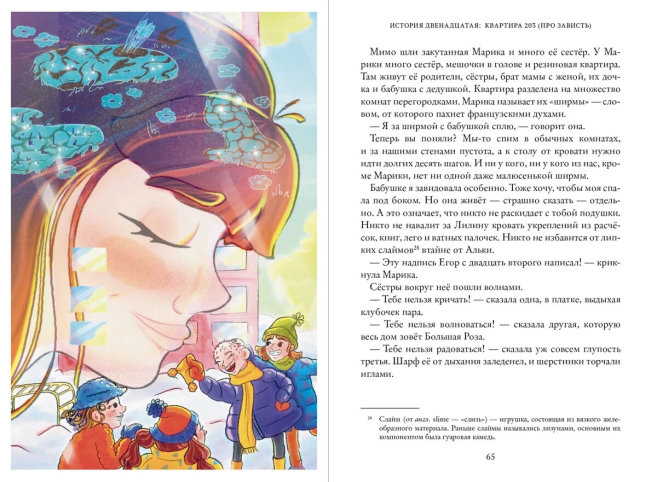 ИСТОРИЯ ДВЕНАДЦАТАЯ: КВАРТИРА 203 (ПРО ЗАВИСТЬ)
Мимо шли закутанная Марика и много её сестёр. У Ма-
рики много сестёр, мешочки в голове и резиновая квартира.
Там живут её родители, сёстры, брат мамы с женой, их доч-
ка и бабушка с дедушкой. Квартира разделена на множество
комнат перегородками. Марика называет их «ширмы» — сло-
вом, от которого пахнет французскими духами.
— Я за ширмой с бабушкой сплю, — говорит она.
Теперь вы поняли? Мы-то спим в обычных комнатах,
и за нашими стенами пустота, а к столу от кровати нужно
идти долгих десять шагов. И ни у кого, ни у кого из нас, кро-
ме Марики, нет ни одной даже малюсенькой ширмы.
Бабушке я завидовала особенно. Тоже хочу, чтобы моя спа-
ла под боком. Но она живёт — страшно сказать — отдель-
но. А это означает, что никто не раскидает с тобой подушки.
Никто не навалит за Лилину кровать укреплений из расчё-
сок, книг, лего и ватных палочек. Никто не избавится от лип-
ких слаймов²⁸ втайне от Альки.
— Эту надпись Егор с двадцать второго написал! — крик-
нула Марика.
Сёстры вокруг неё пошли волнами.
— Тебе нельзя кричать! — сказала одна, в платке, выдыхая
клубочек пара.
— Тебе нельзя волноваться! — сказала другая, которую
весь дом зовёт Большая Роза.
— Тебе нельзя радоваться! — сказала уж совсем глупость
третья. Шарф её от дыхания заледенел, и шерстинки торчали
иглами.
²⁸ Слайм (от англ. slime — «слизь») — игрушка, состоящая из вязкого желе-
образного материала. Раньше слаймы назывались лизунами, основным их
компонентом была гуаровая камедь.
65